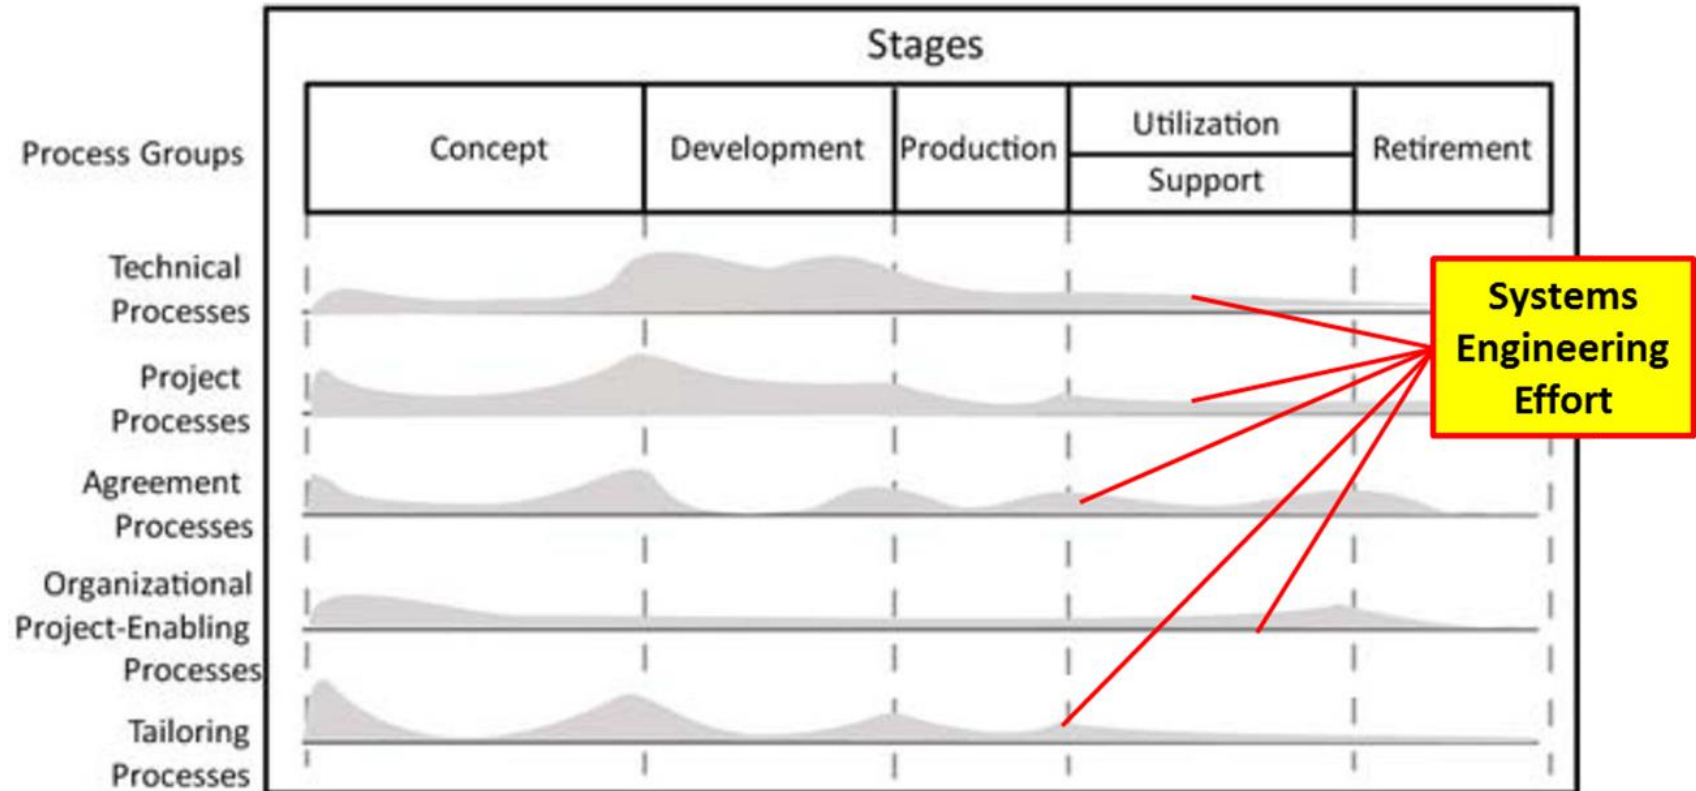 Stages
Process Groups
Concept
Development
Production
Utilization
Support
Retirement
Technical
Processes
Project
Processes
Agreement
Processes
Organizational
Project-Enabling
Processes
Tailoring
Processes
Systems
Engineering
Effort